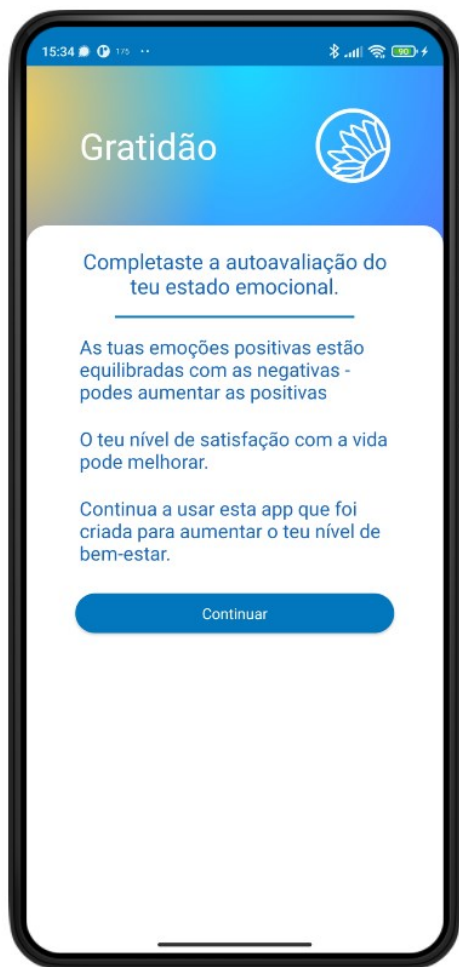 15:34 175
90
Gratidão
Completaste a autoavaliação do
teu estado emocional.
As tuas emoções positivas estão
equilibradas com as negativas -
podes aumentar as positivas
O teu nível de satisfação com a vida
pode melhorar.
Continua a usar esta app que foi
criada para aumentar o teu nível de
bem-estar.
Continuar